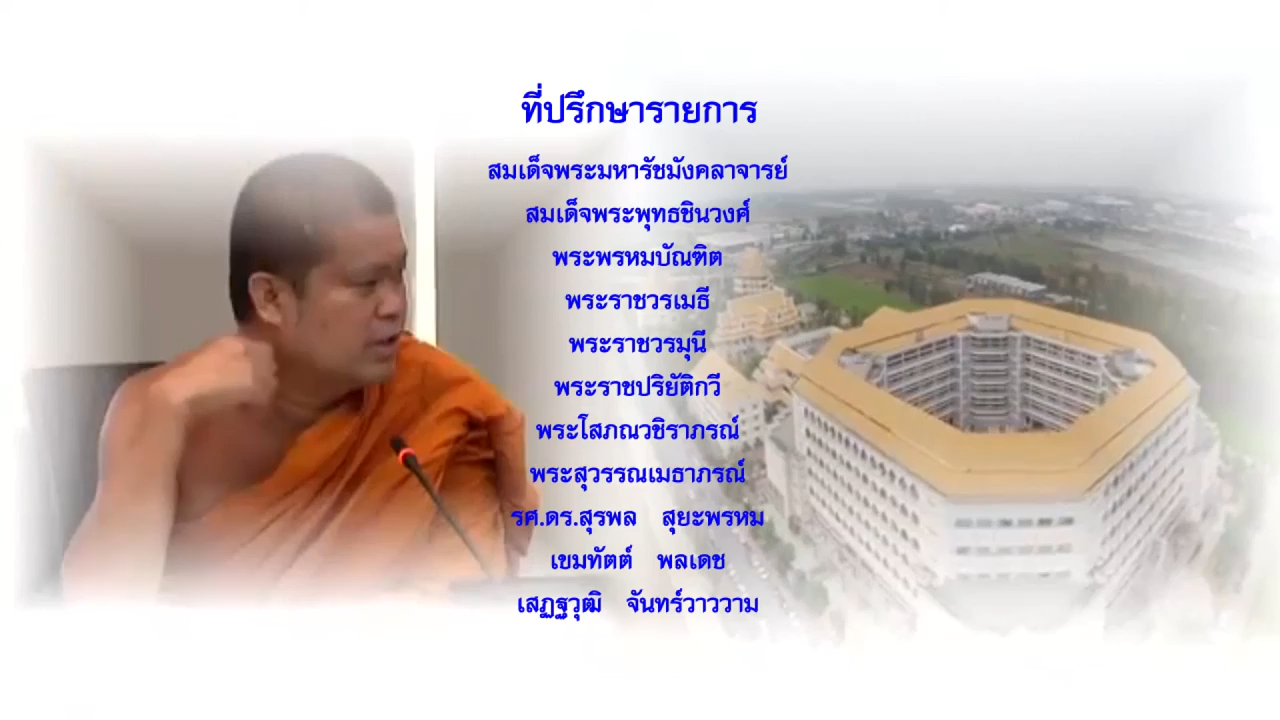 ที่ปรึกษารายการ
สมเด็จพระมหารัชมังคลาจารย์
สมเด็จพระพุทธชินวงศ์
พระพรหมบัณฑิต
พระราชวรเมธี
พระราชวรมุนี
พระราชปริยัติกวี
พระโสภณวชิราภรณ์
พระสุวรรณเมธาภรณ์
รศ.ดร.สุรพล สุยะพรหม
เขมทัตต์ พลเดช
เสฏฐวุฒิ จันทร์วาววาม